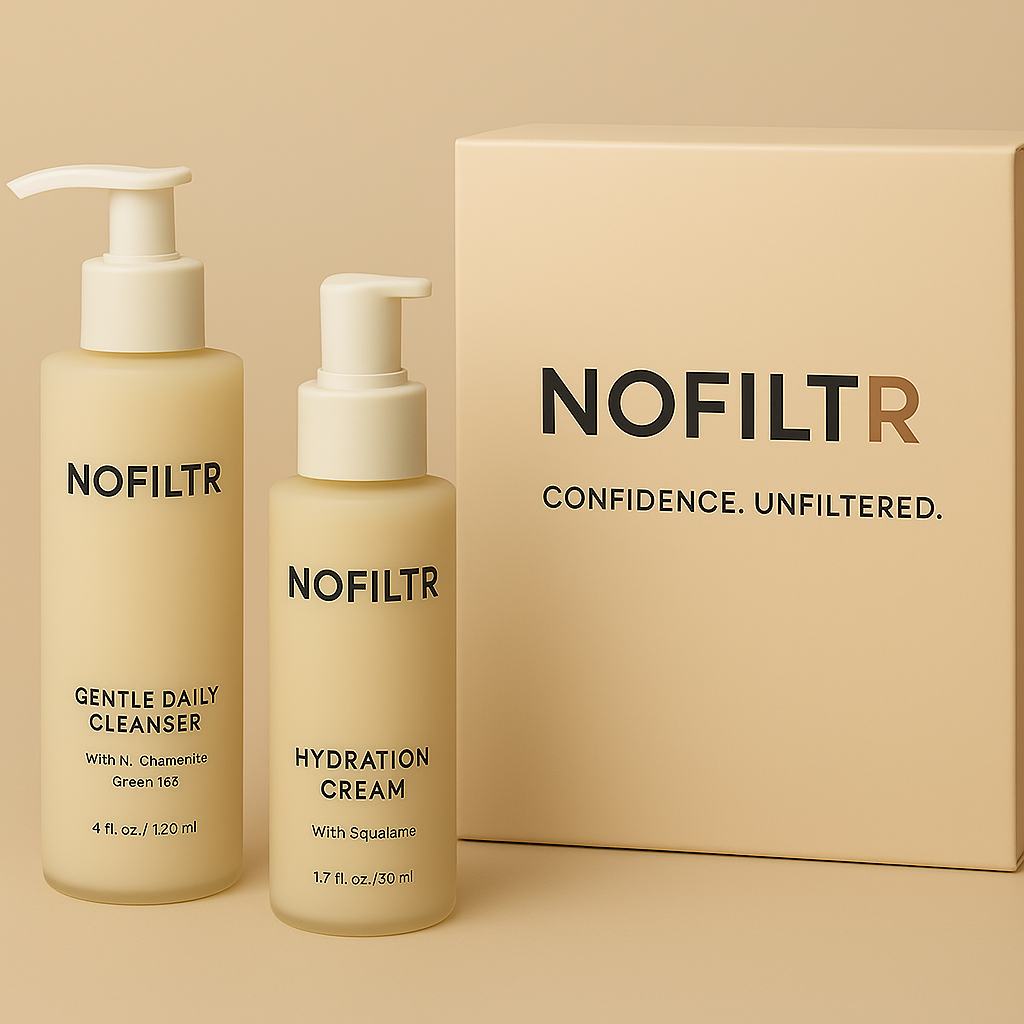 NOFILTR
GENTLE DAILY
CLEANSER
With N. Chamenite
Green 163
4 fl. oz./ 1.20 ml
NOFILTR
HYDRATION
CREAM
With Squalame
1.7 fl. oz./30 ml
NOFILTR
CONFIDENCE. UNFILTERED.